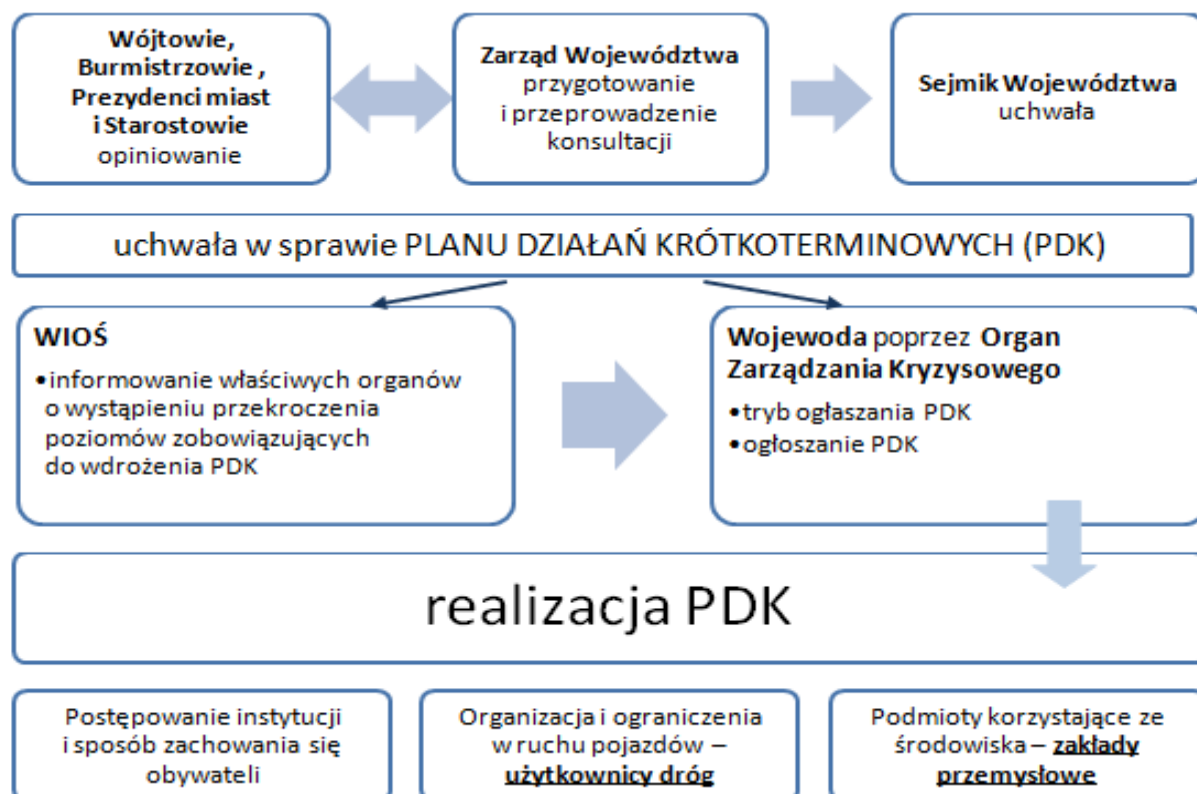 Wójtowie,
Burmistrzowie ,
Prezydenci miast
i Starostowie
opiniowanie
Zarząd Województwa
przygotowanie
i przeprowadzenie
konsultacji
Sejmik Województwa
uchwała
uchwała w sprawie PLANU DZIAŁAŃ KRÓTKOTERMINOWYCH (PDK)
WIOŚ
•informowanie właściwych organów
o wystąpieniu przekroczenia
poziomów zobowiązujących
do wdrożenia PDK
Wojewoda poprzez Organ
Zarządzania Kryzysowego
•tryb ogłaszania PDK
•ogłoszanie PDK
realizacja PDK
Postępowanie instytucji
i sposób zachowania się
obywateli
Organizacja i ograniczenia
w ruchu pojazdów –
użytkownicy dróg
Podmioty korzystające ze
środowiska – zakłady
przemysłowe